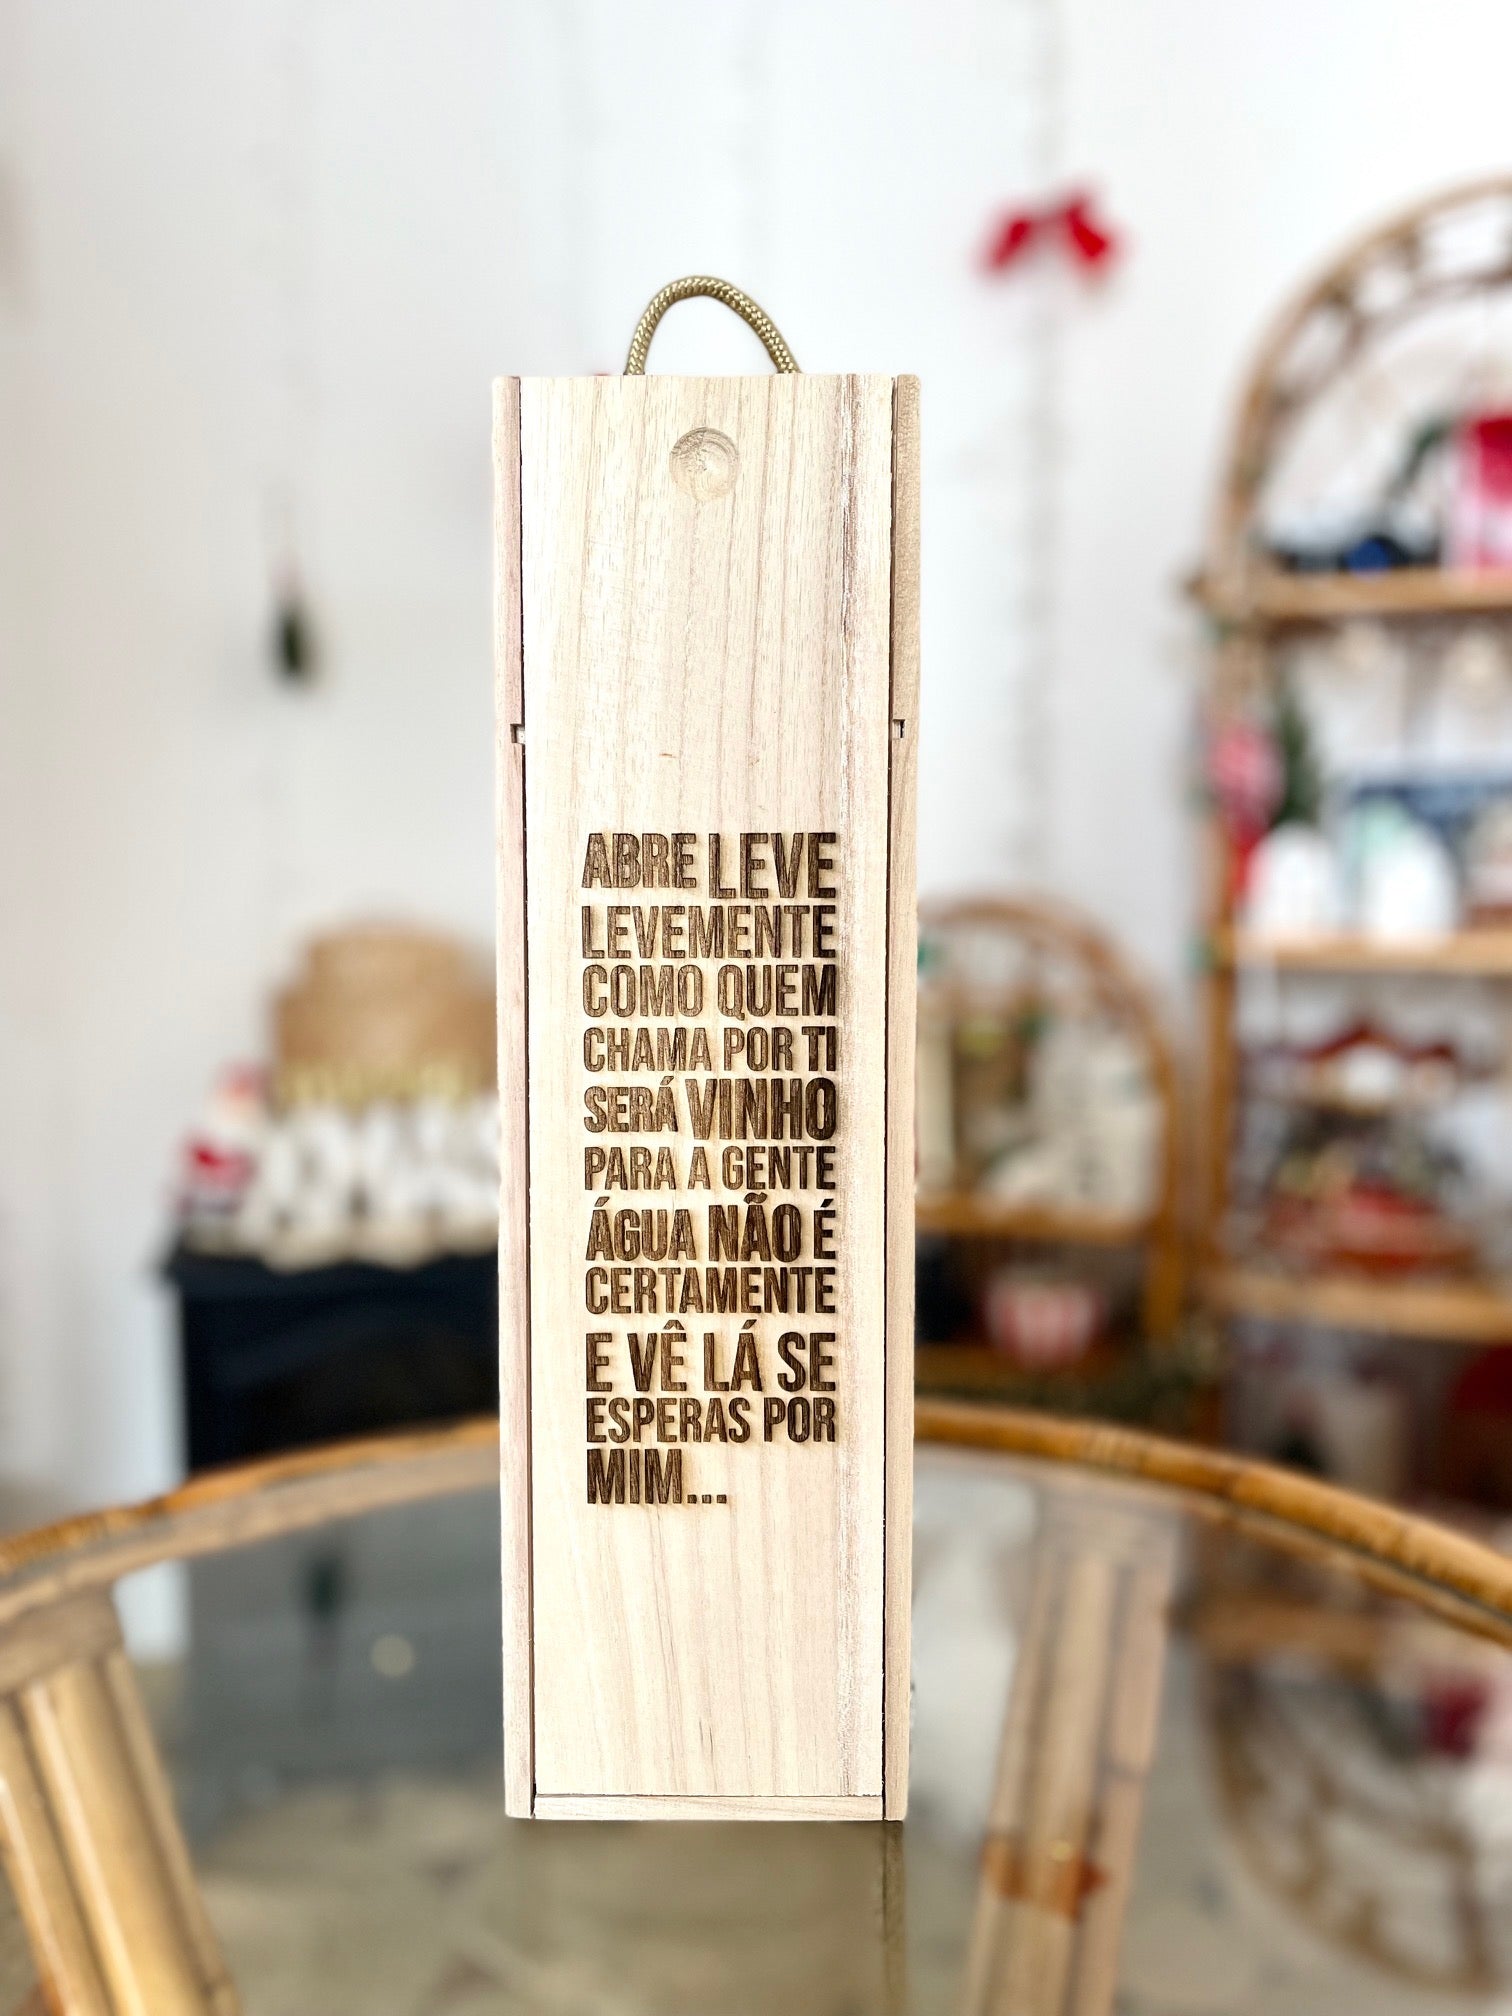 ABRE LEVE
LEVEMENTE
COMO QUEM
CHAMA POR TI
SERÁ VINHO
PARA A GENTE
ÁGUA NÃO É
CERTAMENTE
E VÊ LÁ SE
ESPERAS POR
MIM...